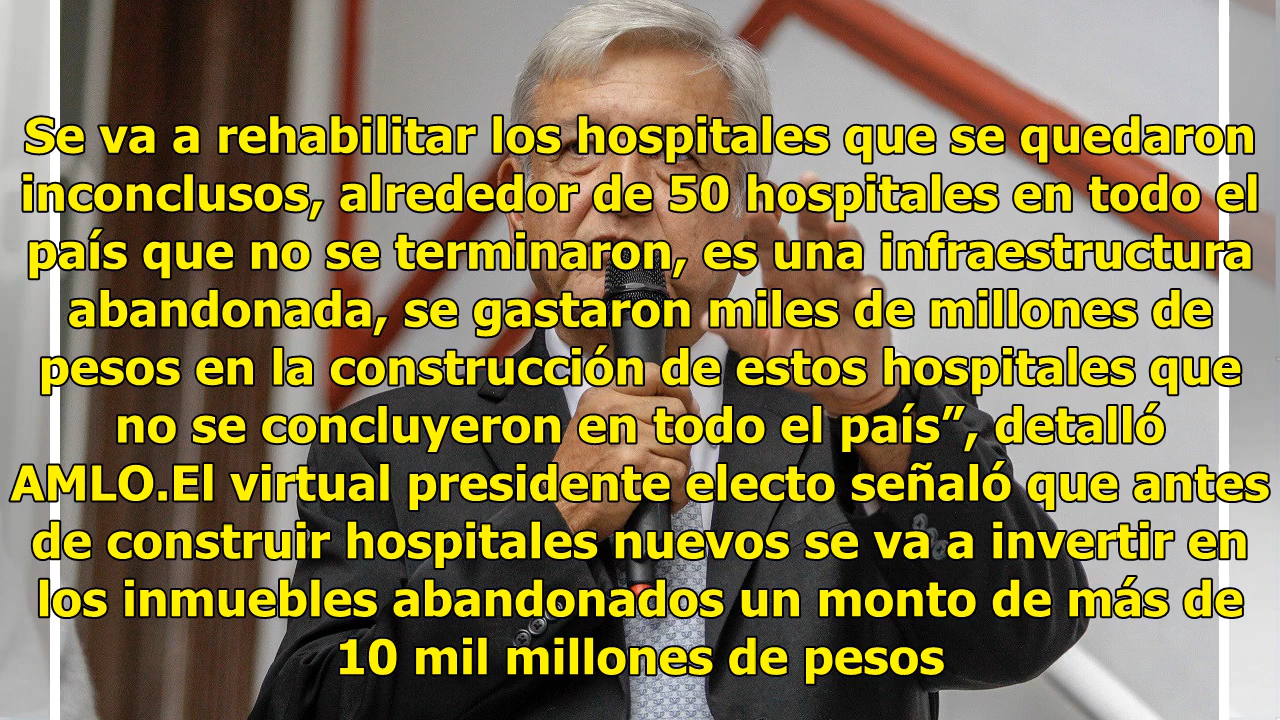 Se va a rehabilitar los hospitales que se quedaron
inconclusos, alrededor de 50 hospitales en todo el
país que no se terminaron, es una infraestructura
abandonada, se gastaron miles de millones de
pesos en la construcción de estos hospitales que
no se concluyeron en todo el país”, detalló
AMLO.El virtual presidente electo señaló que antes
de construir hospitales nuevos se va a invertir en
los inmuebles abandonados un monto de más de
10 mil millones de pesos